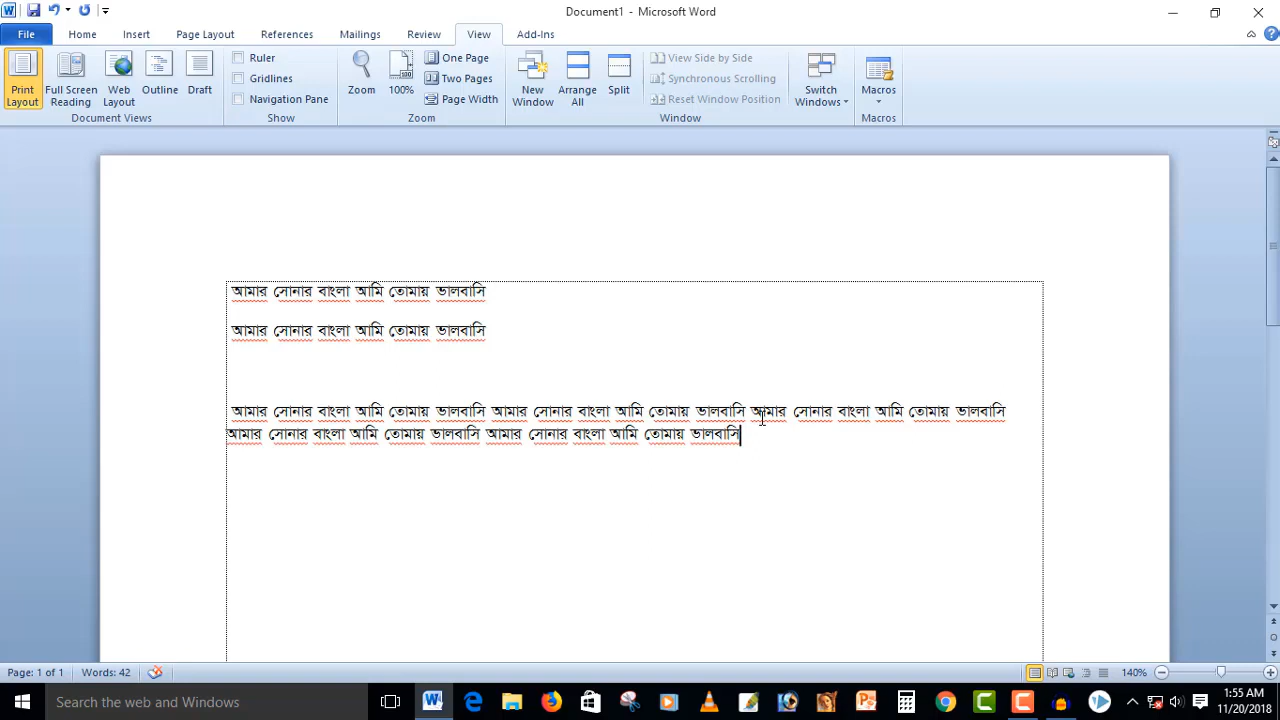 Document1 - Microsoft Word
File Home Insert Page Layout References Mailings Review View Add-Ins
Print Layout
Full Screen Reading
Web Layout
Outline
Draft
Document Views
Ruler
Gridlines
Navigation Pane
Show
Zoom
100%
One Page
Two Pages
Page Width
Zoom
New Window
Arrange All
Split
View Side by Side
Synchronous Scrolling
Reset Window Position
Window
Switch Windows
Macros
Macros
আমার সোনার বাংলা আমি তোমায় ভালবাসি
আমার সোনার বাংলা আমি তোমায় ভালবাসি
আমার সোনার বাংলা আমি তোমায় ভালবাসি আমার সোনার বাংলা আমি তোমায় ভালবাসি আমার সোনার বাংলা আমি তোমায় ভালবাসি
আমার সোনার বাংলা আমি তোমায় ভালবাসি আমার সোনার বাংলা আমি তোমায় ভালবাসি
Page: 1 of 1 Words: 42 140%
Search the web and Windows
1:55 AM
11/20/2018